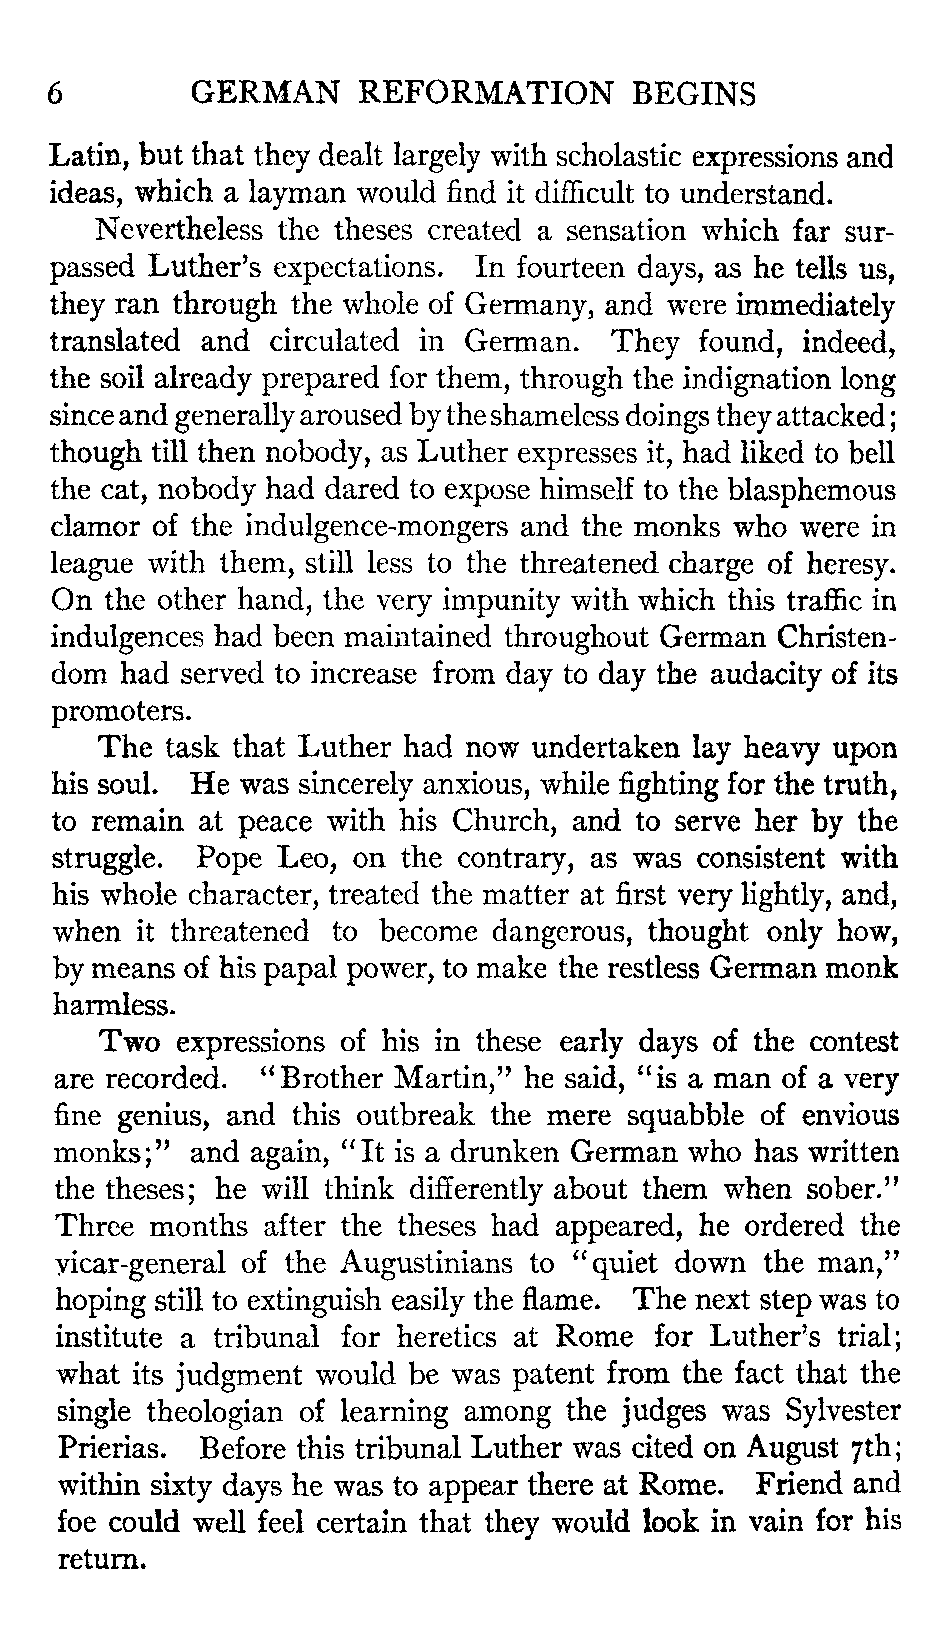 6 GERMAN REFORMATION BEGINS
Latin, but that they dealt largely with scholastic expressions and
ideas, which a layman would find it difficult to understand.
Nevertheless the theses created a sensation which far sur-
passed Luther's expectations. In fourteen days, as he tells us,
they ran through the whole of Germany, and were immediately
translated and circulated in German. They found, indeed,
the soil already prepared for them, through the indignation long
since and generally aroused by the shameless doings they attacked;
though till then nobody, as Luther expresses it, had liked to bell
the cat, nobody had dared to expose himself to the blasphemous
clamor of the indulgence-mongers and the monks who were in
league with them, still less to the threatened charge of heresy.
On the other hand, the very impunity with which this traffic in
indulgences had been maintained throughout German Christen-
dom had served to increase from day to day the audacity of its
promoters.
The task that Luther had now undertaken lay heavy upon
his soul. He was sincerely anxious, while fighting for the truth,
to remain at peace with his Church, and to serve her by the
struggle. Pope Leo, on the contrary, as was consistent with
his whole character, treated the matter at first very lightly, and,
when it threatened to become dangerous, thought only how,
by means of his papal power, to make the restless German monk
harmless.
Two expressions of his in these early days of the contest
are recorded. "Brother Martin," he said, "is a man of a very
fine genius, and this outbreak the mere squabble of envious
monks;" and again, "It is a drunken German who has written
the theses; he will think differently about them when sober."
Three months after the theses had appeared, he ordered the
vicar-general of the Augustinians to "quiet down the man,"
hoping still to extinguish easily the flame. The next step was to
institute a tribunal for heretics at Rome for Luther's trial;
what its judgment would be was patent from the fact that the
single theologian of learning among the judges was Sylvester
Prierias. Before this tribunal Luther was cited on August 7th;
within sixty days he was to appear there at Rome. Friend and
foe could well feel certain that they would look in vain for his
return.